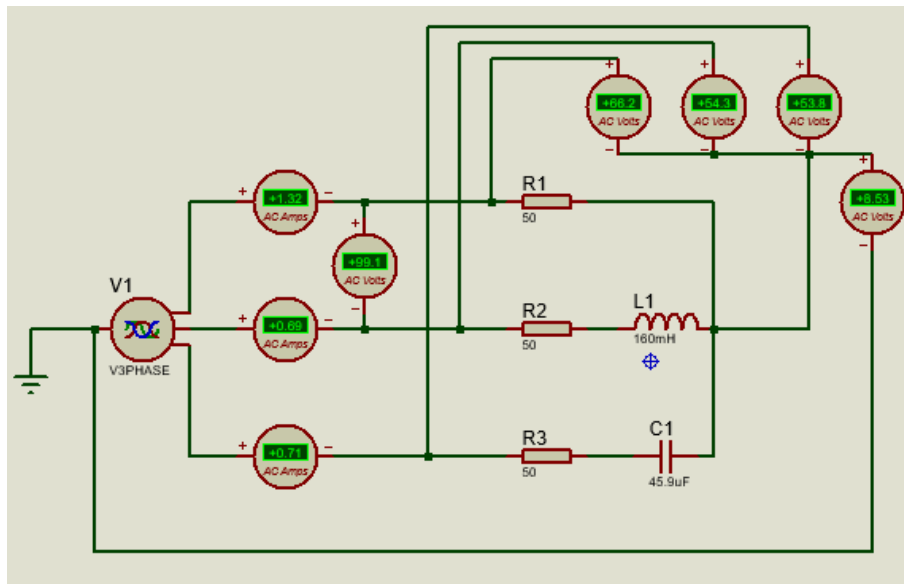 +66.2
AC Volts
+54.3
AC Volts
+53.8
AC Volts
+8.53
AC Volts
+1.32
AC Amps
R1
50
+99.1
AC Volts
V1
V3PHASE
+0.69
AC Amps
R2
50
L1
160mH
+0.71
AC Amps
R3
50
C1
45.9uF